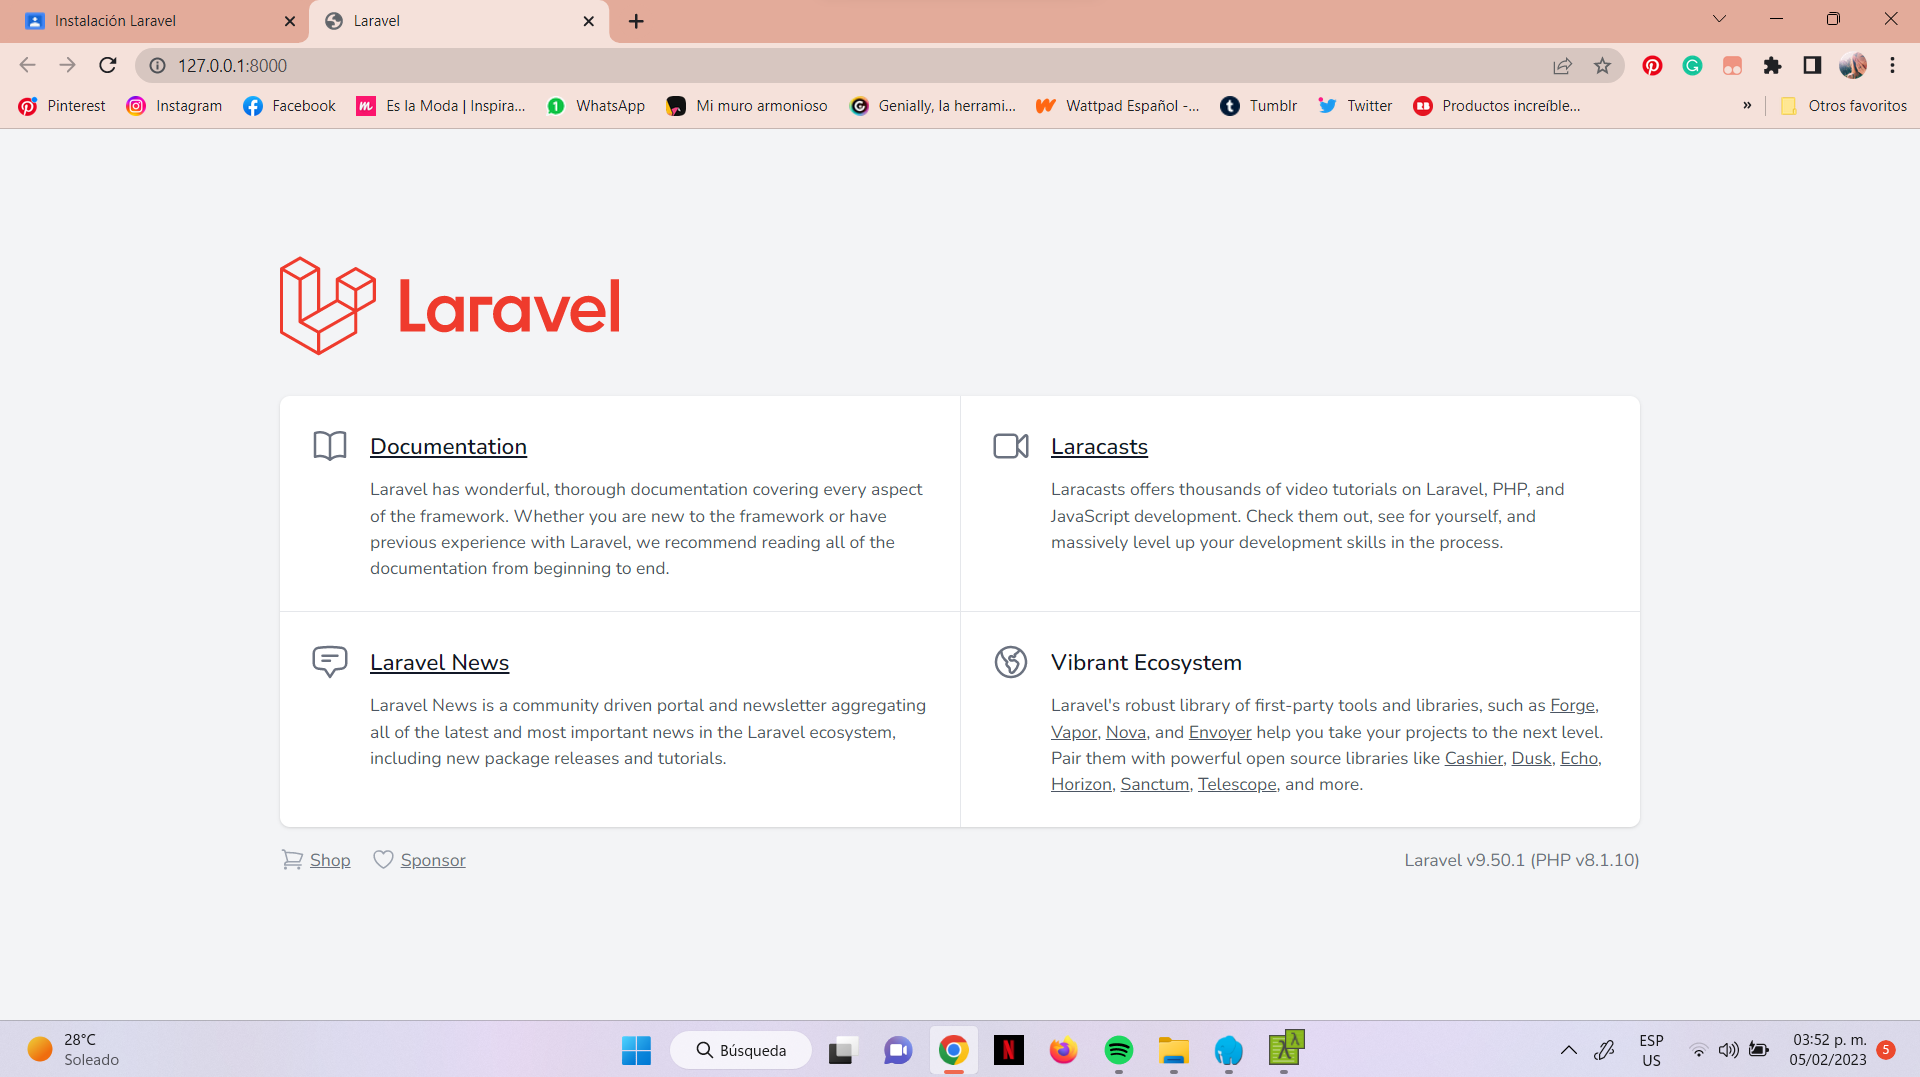 Instalación Laravel
Laravel
127.0.0.1:8000
Pinterest Instagram Facebook Es la Moda | Inspira... WhatsApp Mi muro armonioso Genially, la herrami... Wattpad Español -... Tumblr Twitter Productos increíble... » Otros favoritos
Laravel
Documentation
Laravel has wonderful, thorough documentation covering every aspect
of the framework. Whether you are new to the framework or have
previous experience with Laravel, we recommend reading all of the
documentation from beginning to end.
Laracasts
Laracasts offers thousands of video tutorials on Laravel, PHP, and
JavaScript development. Check them out, see for yourself, and
massively level up your development skills in the process.
Laravel News
Laravel News is a community driven portal and newsletter aggregating
all of the latest and most important news in the Laravel ecosystem,
including new package releases and tutorials.
Vibrant Ecosystem
Laravel's robust library of first-party tools and libraries, such as Forge,
Vapor, Nova, and Envoyer help you take your projects to the next level.
Pair them with powerful open source libraries like Cashier, Dusk, Echo,
Horizon, Sanctum, Telescope, and more.
Shop Sponsor
Laravel v9.50.1 (PHP v8.1.10)
28°C
Soleado
Búsqueda
ESP
US
03:52 p. m.
05/02/2023
5